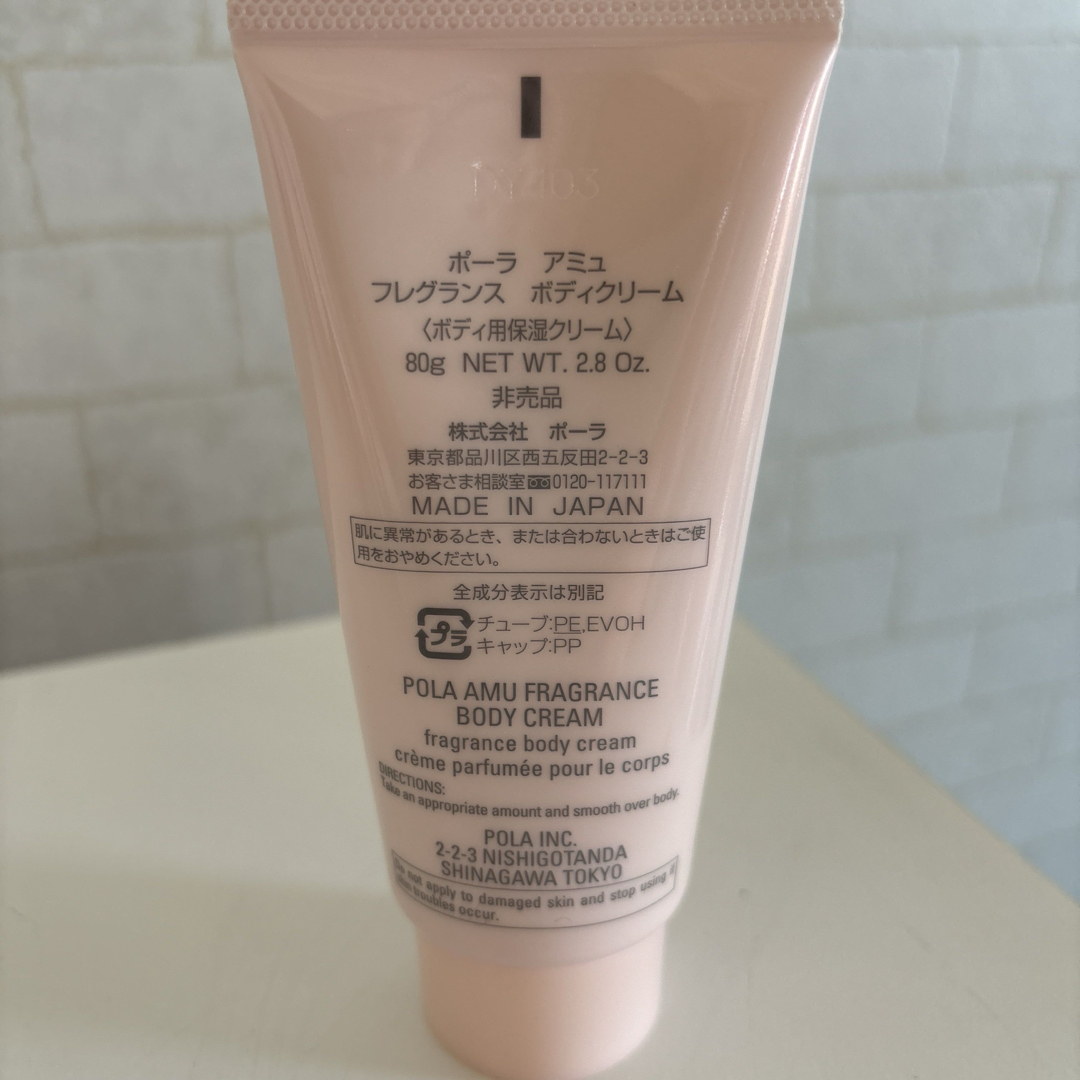 ポーラ アミュ
フレグランス ボディクリーム
〈ボディ用保湿クリーム〉
80g NET WT. 2.8 Oz.
非売品
株式会社 ポーラ
東京都品川区西五反田2-2-3
お客さま相談室 0120-117111
MADE IN JAPAN
肌に異常があるとき、または合わないときはご使
用をおやめください。
全成分表示は別記
プラ チューブ:PE,EVOH
キャップ:PP
POLA AMU FRAGRANCE
BODY CREAM
fragrance body cream
crème parfumée pour le corps
DIRECTIONS:
Take an appropriate amount and smooth over body.
POLA INC.
2-2-3 NISHIGOTANDA
SHINAGAWA TOKYO
Do not apply to damaged skin and stop using if
skin troubles occur.